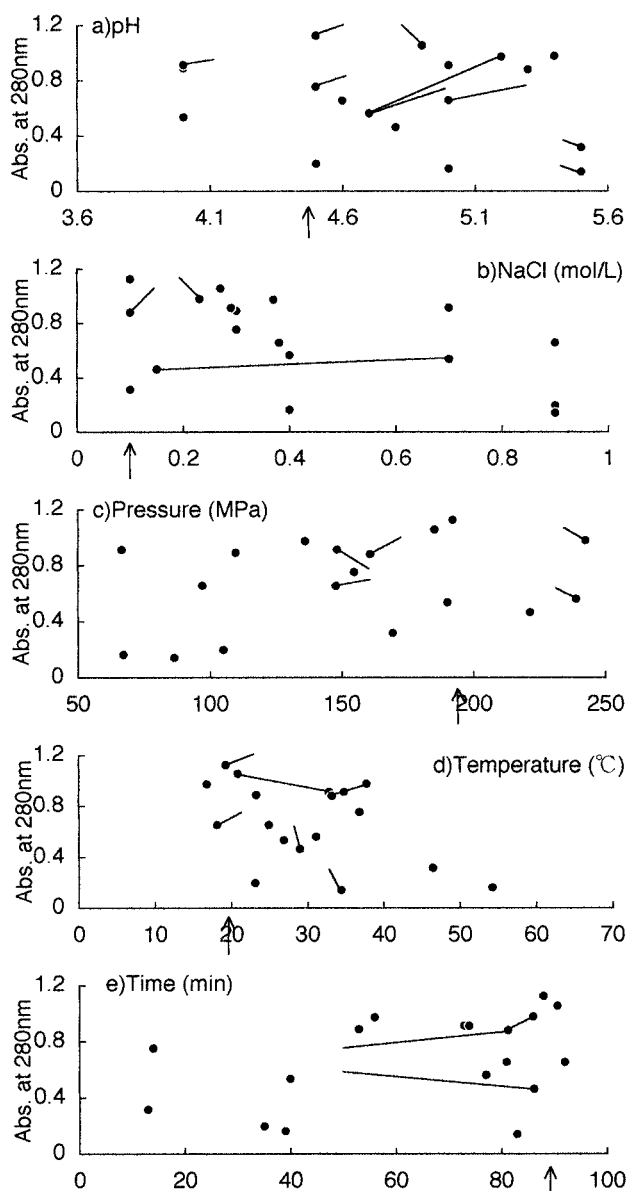 a)pH
Abs. at 280nm
1.2
0.8
0.4
0
3.6 4.1 4.6 5.1 5.6
b)NaCl (mol/L)
Abs. at 280nm
1.2
0.8
0.4
0
0 0.2 0.4 0.6 0.8 1
c)Pressure (MPa)
Abs. at 280nm
1.2
0.8
0.4
0
50 100 150 200 250
d)Temperature (℃)
Abs. at 280nm
1.2
0.8
0.4
0
0 10 20 30 40 50 60 70
e)Time (min)
Abs. at 280nm
1.2
0.8
0.4
0
0 20 40 60 80 100